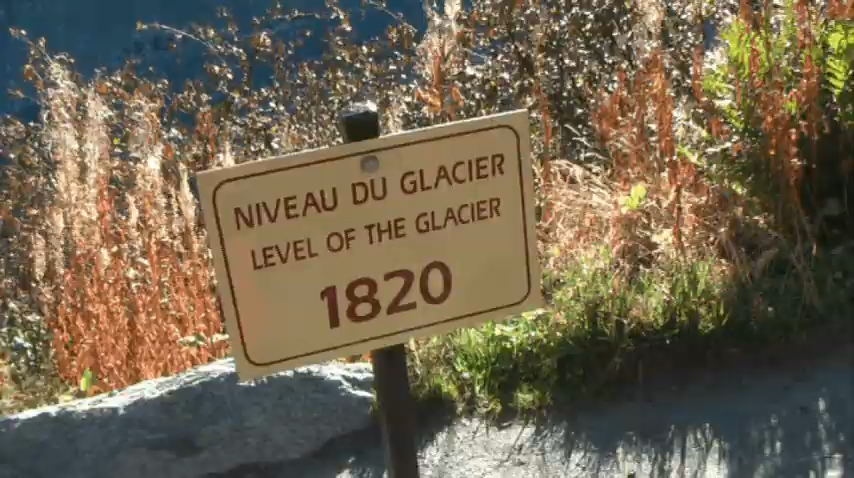 NIVEAU DU GLACIER
LEVEL OF THE GLACIER
1820